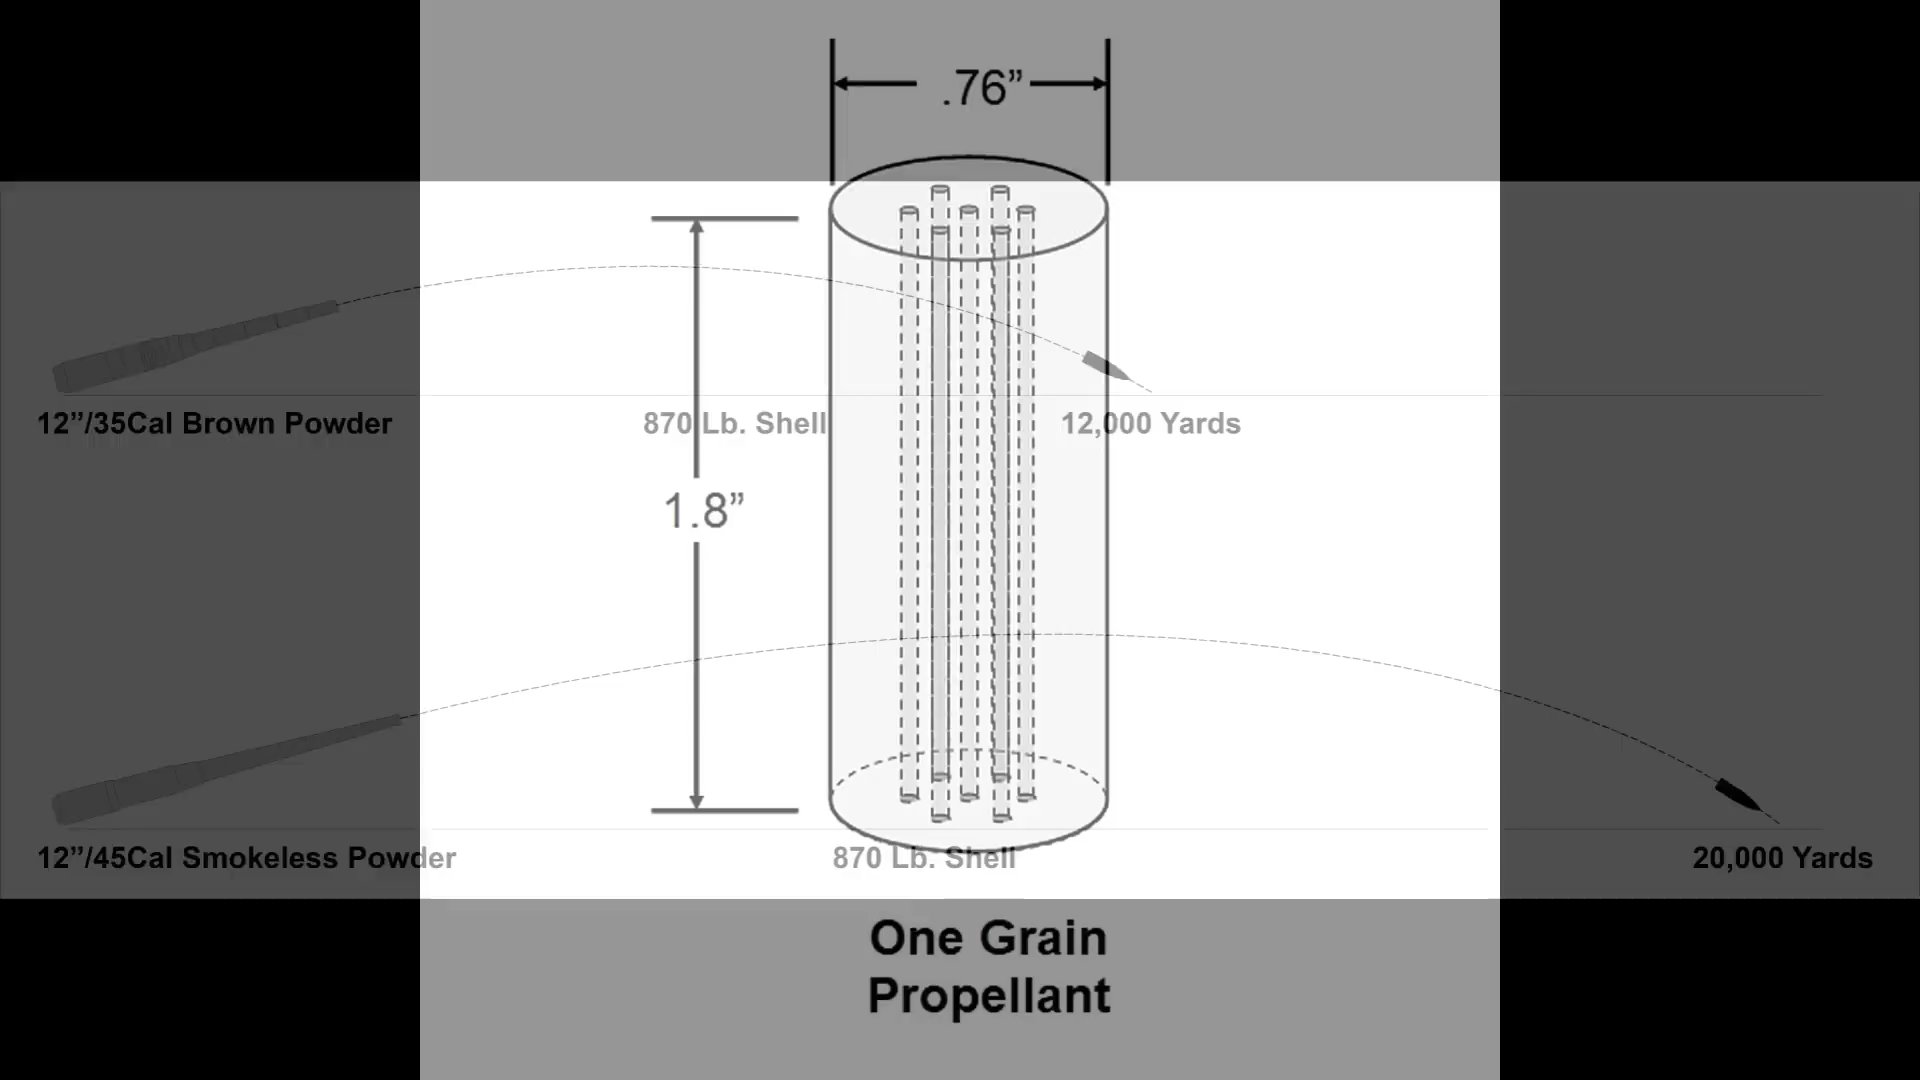 .76”
12”/35Cal Brown Powder
870 Lb. Shell
12,000 Yards
1.8”
12”/45Cal Smokeless Powder
870 Lb. Shell
20,000 Yards
One Grain
Propellant